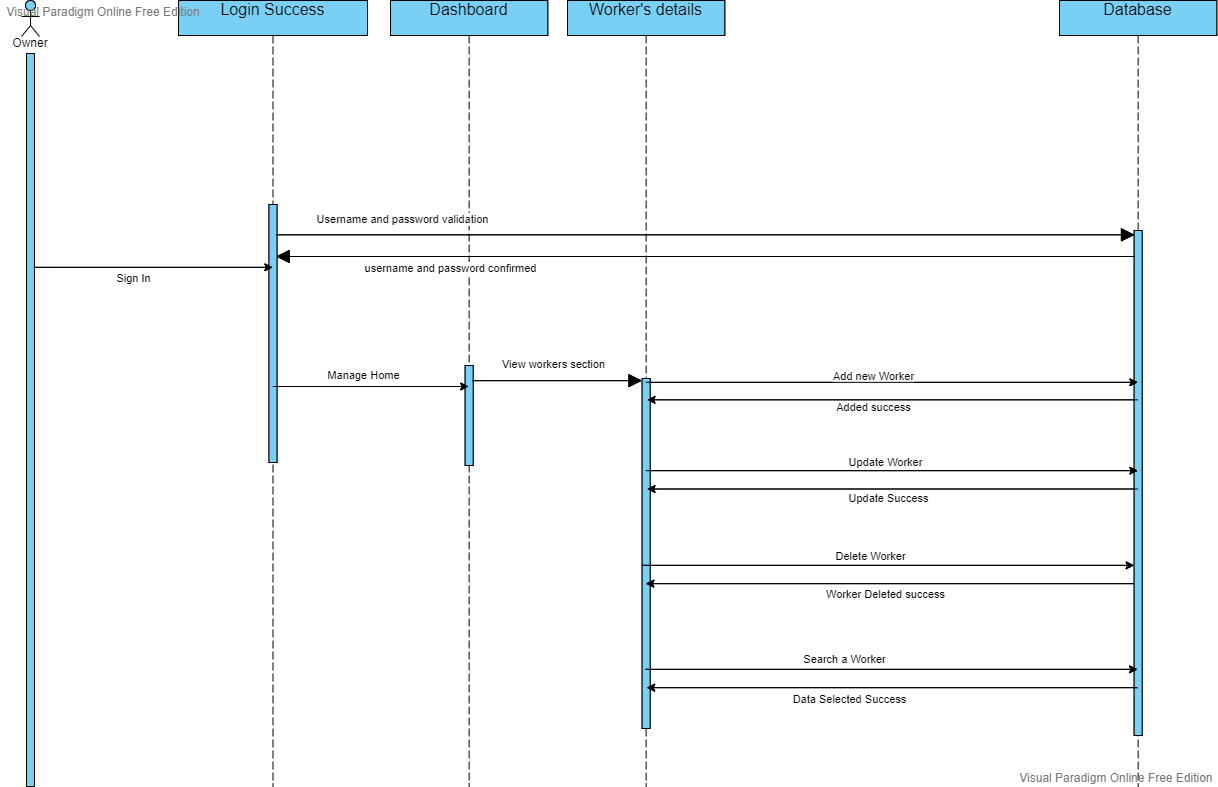 Visual Paradigm Online Free Edition
Login Success
Dashboard
Worker's details
Database
Owner
Username and password validation
username and password confirmed
Sign In
View workers section
Manage Home
Add new Worker
Added success
Update Worker
Update Success
Delete Worker
Worker Deleted success
Search a Worker
Data Selected Success
Visual Paradigm Online Free Edition